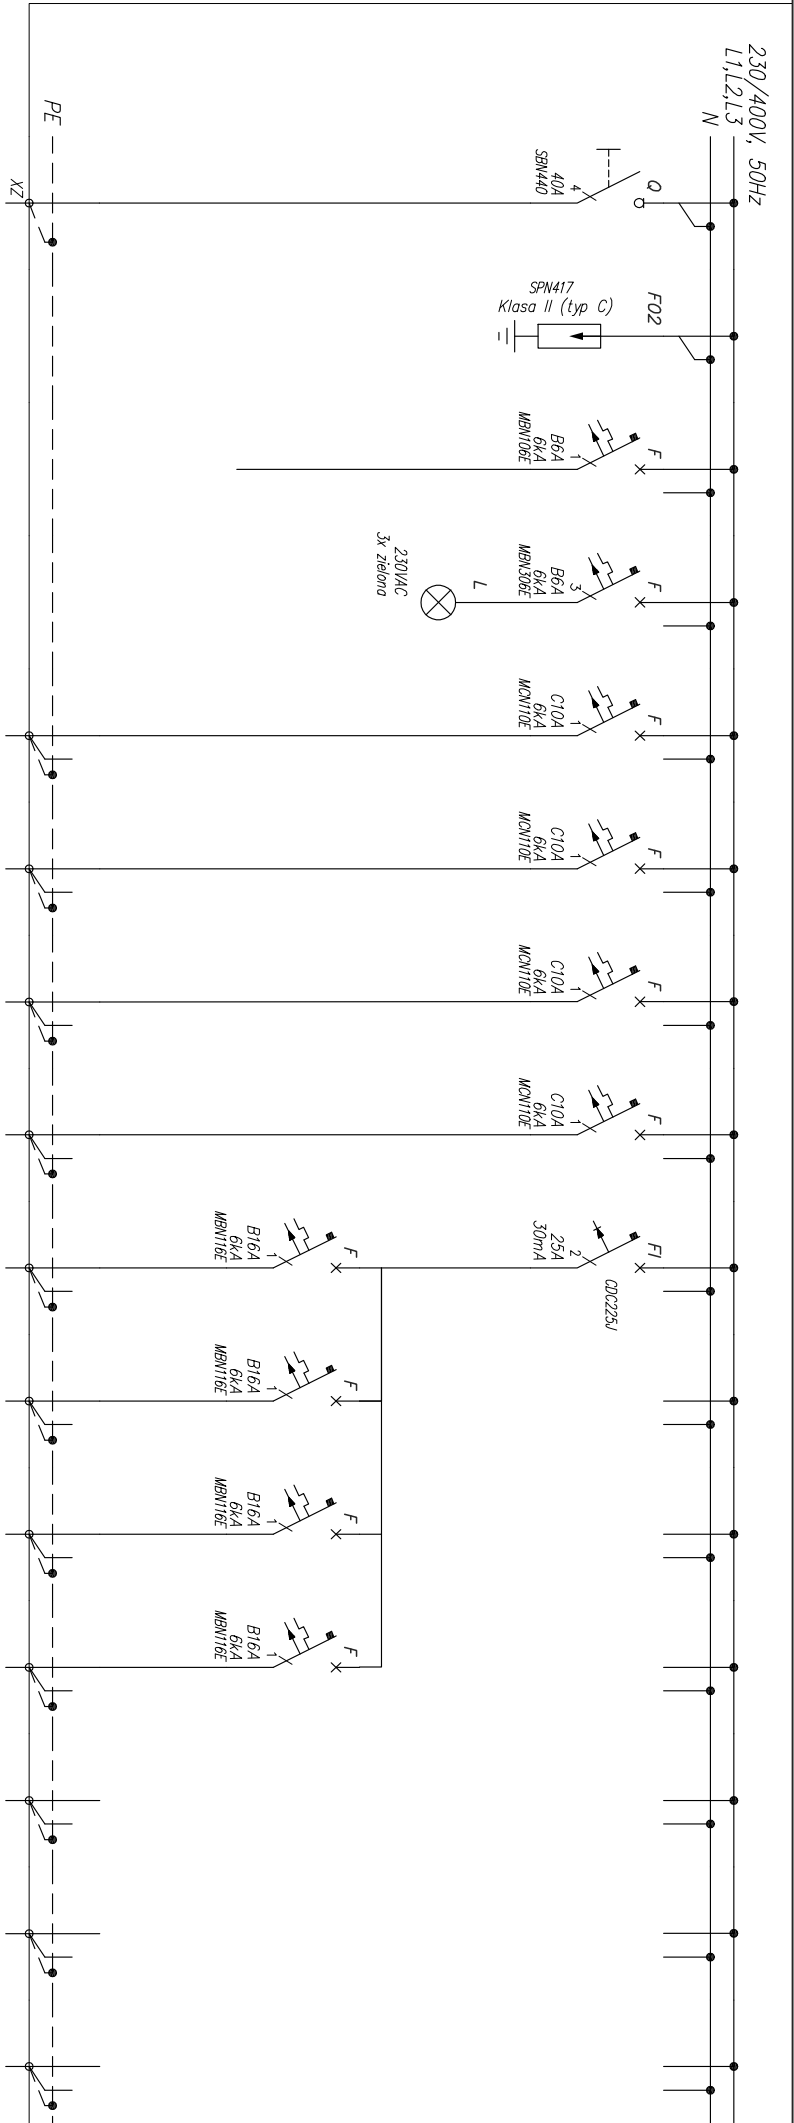 230/400V, 50Hz
L1,L2,L3
N
PE
XZ
Q
4
40A
SBN440
F02
SPN417
Klasa II (typ C)
F
1
B6A
6kA
MBN106E
F
3
B6A
6kA
MBN306E
L
230VAC
3x zielona
F
1
C10A
6kA
MCN110E
F
1
C10A
6kA
MCN110E
F
1
C10A
6kA
MCN110E
F
1
C10A
6kA
MCN110E
FI
CDC225J
2
25A
30mA
F
1
B16A
6kA
MBN116E
F
1
B16A
6kA
MBN116E
F
1
B16A
6kA
MBN116E
F
1
B16A
6kA
MBN116E